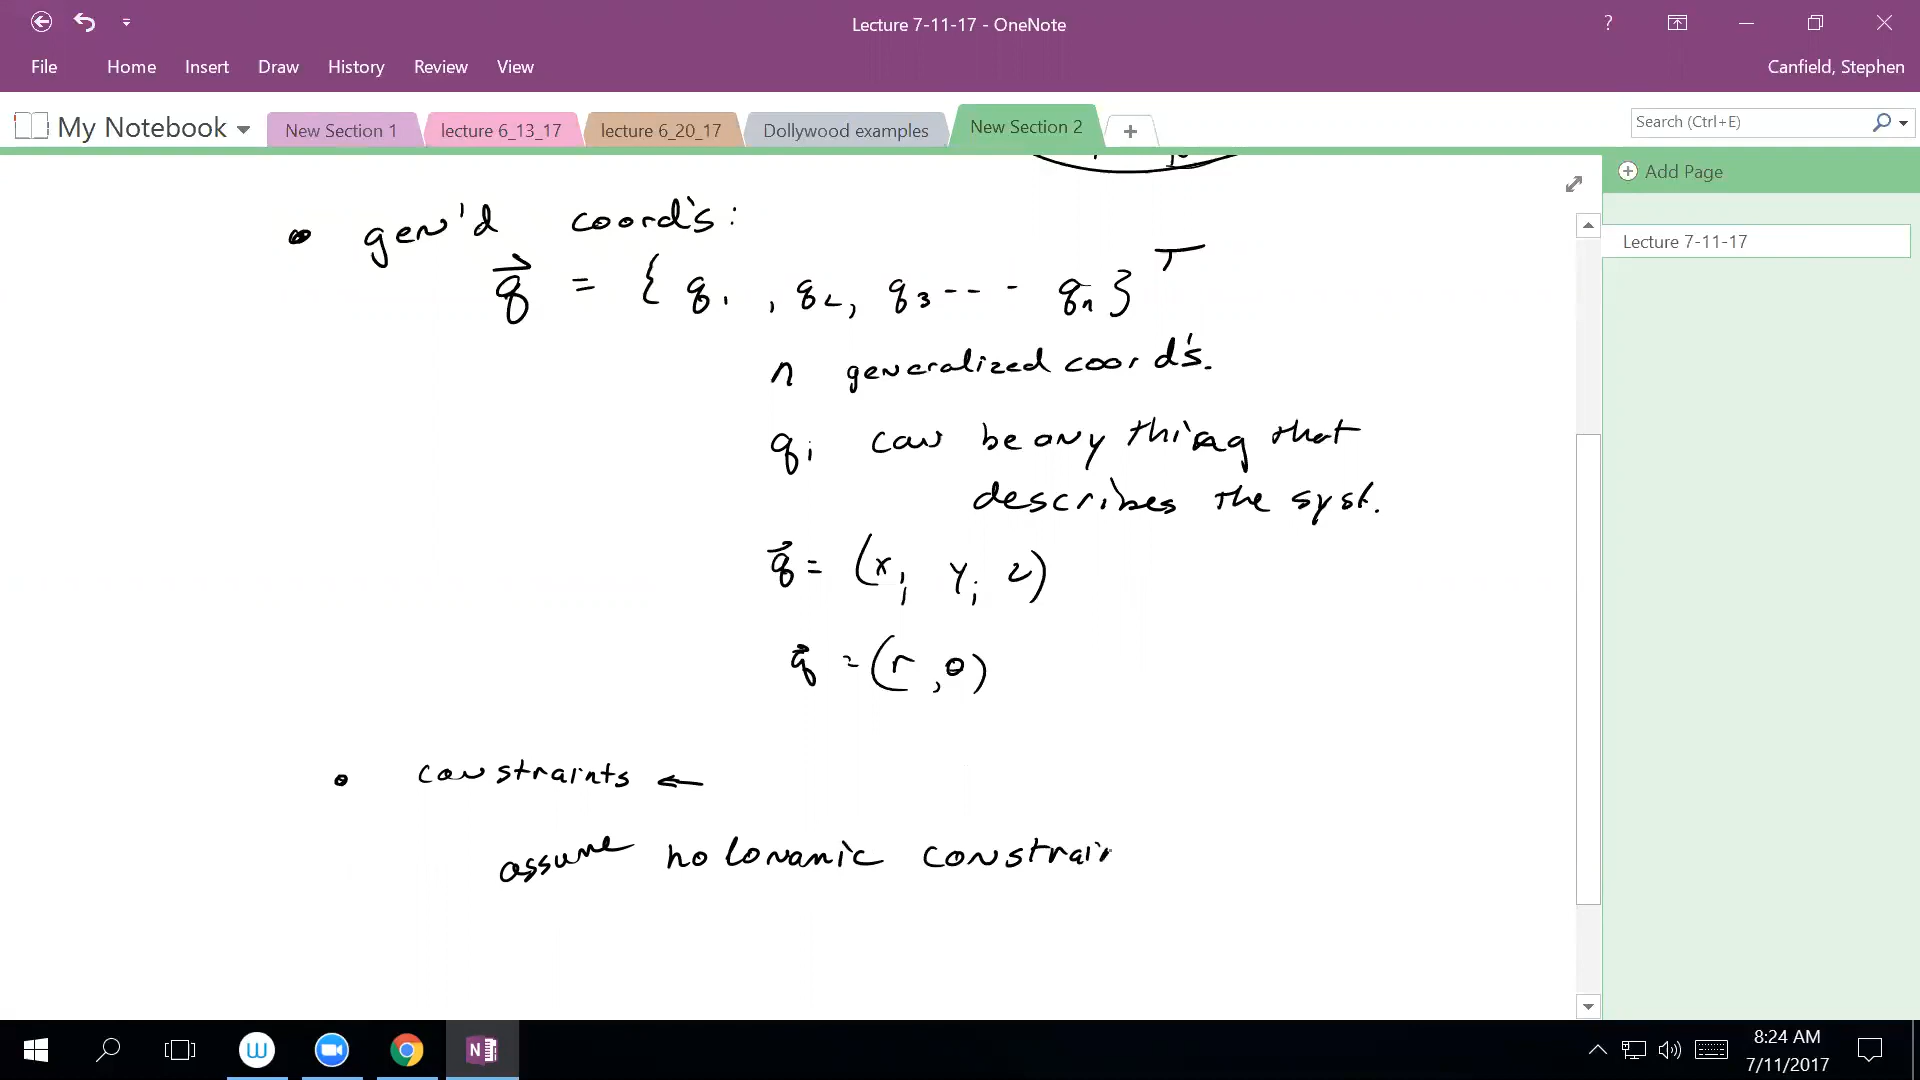 Lecture 7-11-17 - OneNote
?
File Home Insert Draw History Review View
Canfield, Stephen
My Notebook
New Section 1
lecture 6_13_17
lecture 6_20_17
Dollywood examples
New Section 2
+
Search (Ctrl+E)
Add Page
Lecture 7-11-17
• gen'd coord's:
q⃗ = { q₁, q₂, q₃ --- - qₙ}ᵀ
n generalized coord's.
qᵢ can be any thing that
describes the syst.
q⃗ = (x, y, z)
q⃗ = (r, θ)
• constraints ←
assume holonamic constrain
8:24 AM
7/11/2017